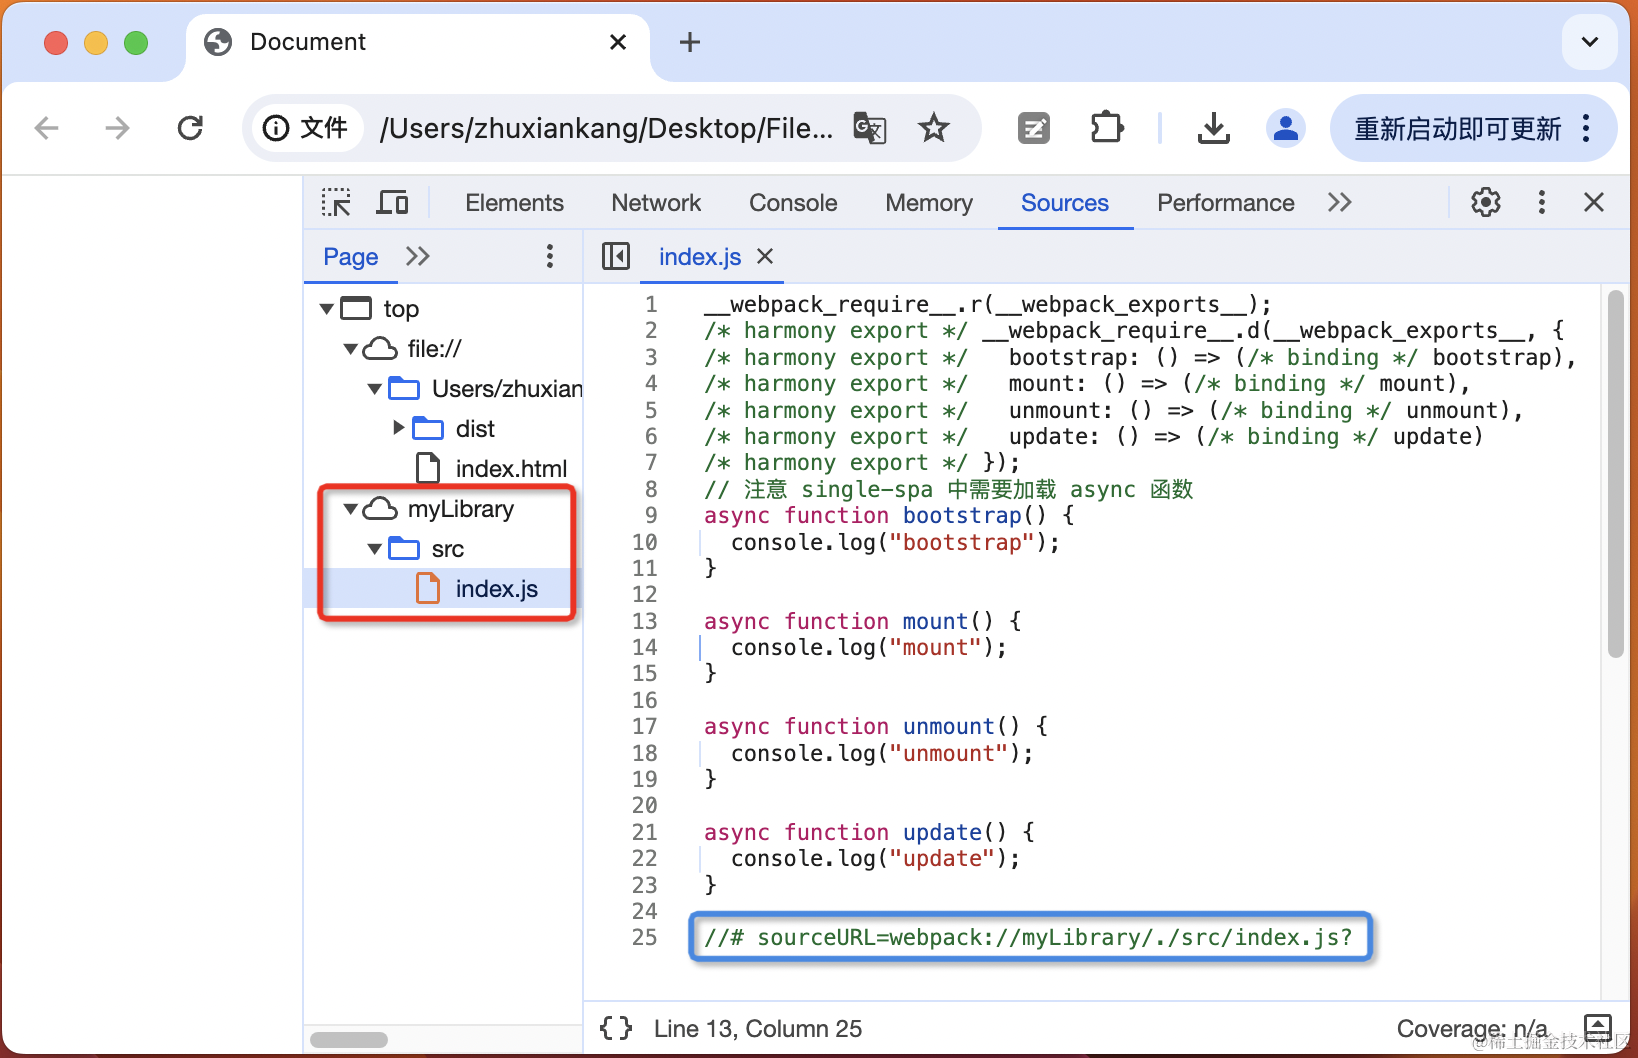 Document
文件
/Users/zhuxiankang/Desktop/File...
重新启动即可更新
Elements
Network
Console
Memory
Sources
Performance
Page
index.js
top
file://
Users/zhuxian
dist
index.html
myLibrary
src
index.js
1 __webpack_require__.r(__webpack_exports__);
2 /* harmony export */ __webpack_require__.d(__webpack_exports__, {
3 /* harmony export */   bootstrap: () => (/* binding */ bootstrap),
4 /* harmony export */   mount: () => (/* binding */ mount),
5 /* harmony export */   unmount: () => (/* binding */ unmount),
6 /* harmony export */   update: () => (/* binding */ update)
7 /* harmony export */ });
8 // 注意 single-spa 中需要加载 async 函数
9 async function bootstrap() {
10   console.log("bootstrap");
11 }
12
13 async function mount() {
14   console.log("mount");
15 }
16
17 async function unmount() {
18   console.log("unmount");
19 }
20
21 async function update() {
22   console.log("update");
23 }
24
25 //# sourceURL=webpack://myLibrary/./src/index.js?
{} Line 13, Column 25
Coverage: n/a
@稀土掘金技术社区